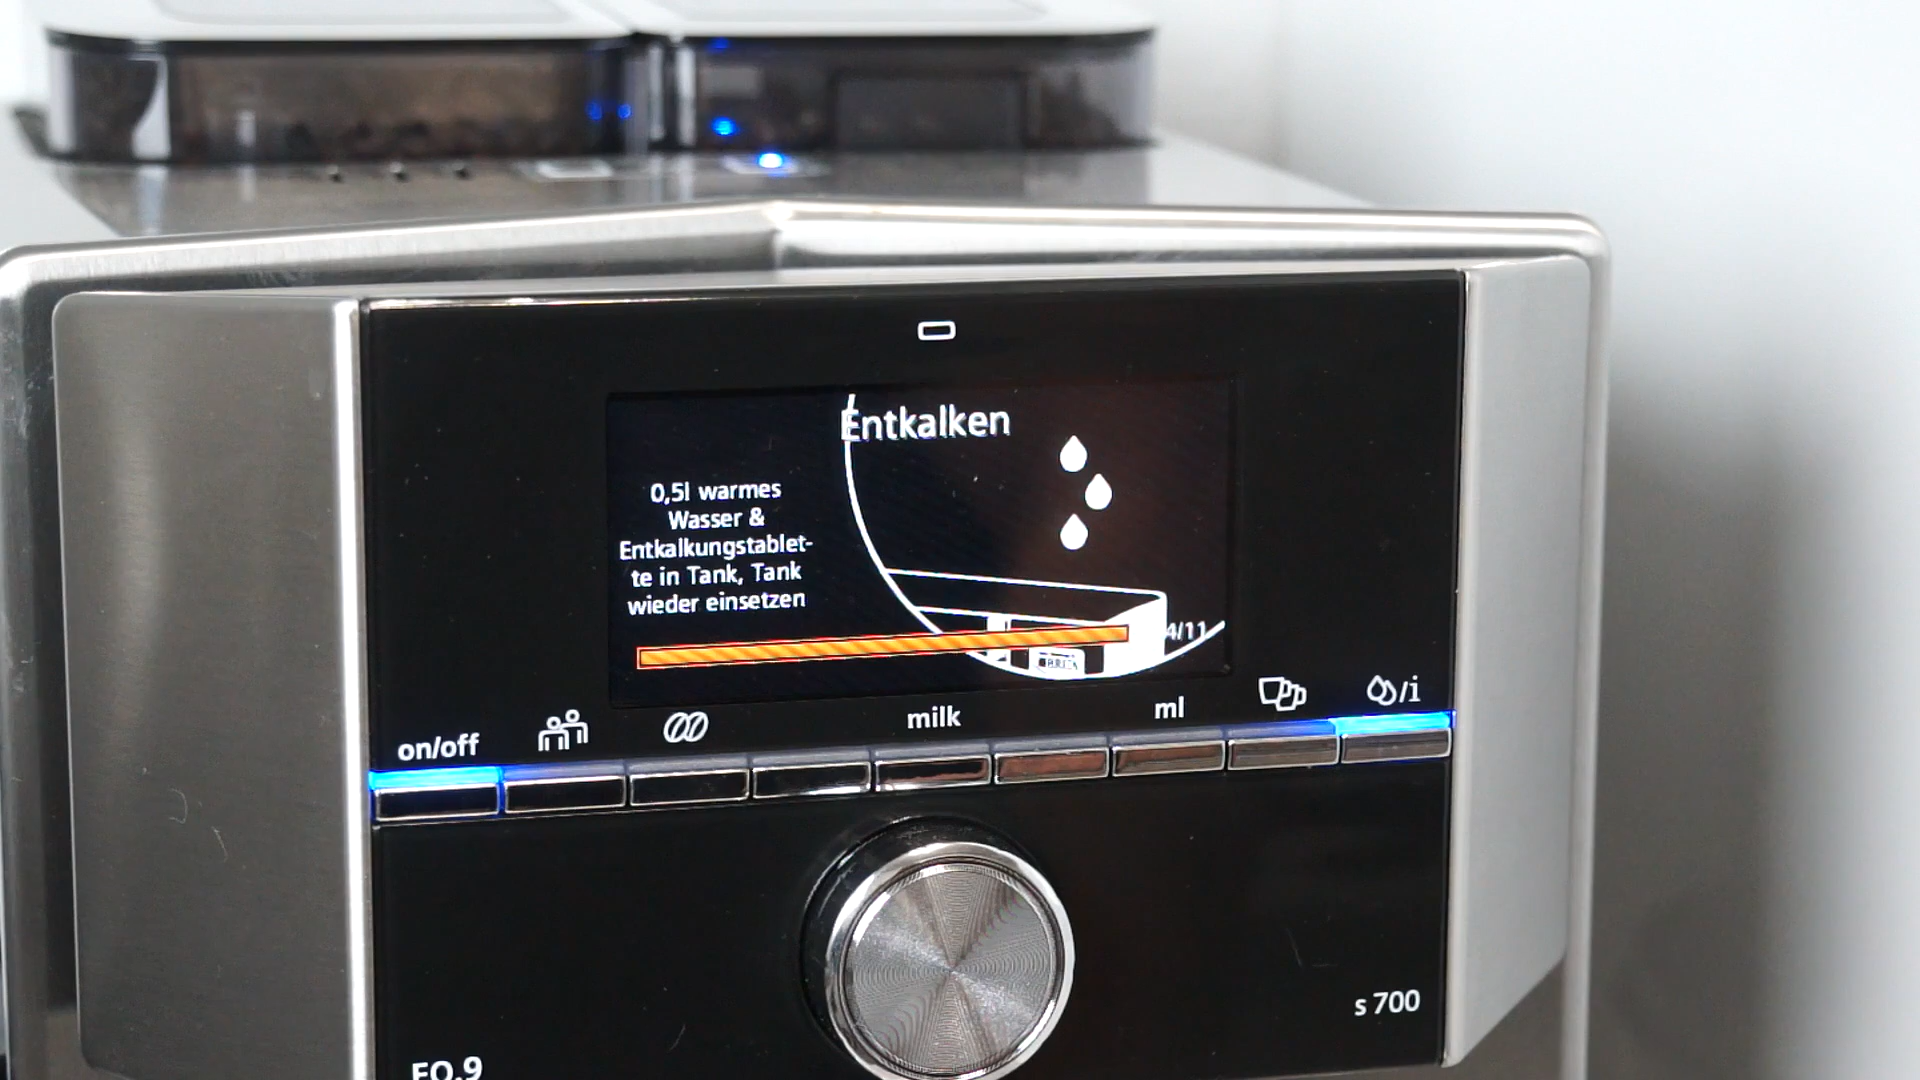 Entkalken
0,5l warmes
Wasser &
Entkalkungstablet-
te in Tank, Tank
wieder einsetzen
4/11
on/off
milk
ml
/i
s 700
EQ.9